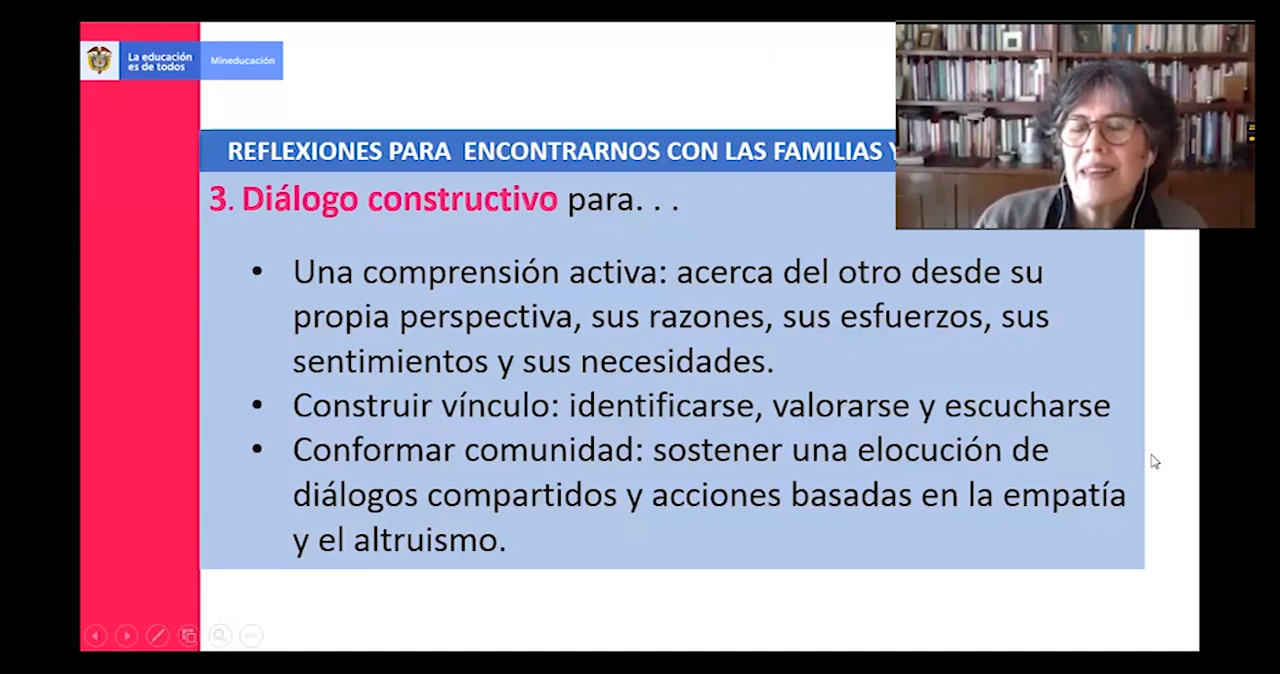 La educación
es de todos
Mineducación
REFLEXIONES PARA ENCONTRARNOS CON LAS FAMILIAS
3. Diálogo constructivo para. . .
• Una comprensión activa: acerca del otro desde su
propia perspectiva, sus razones, sus esfuerzos, sus
sentimientos y sus necesidades.
• Construir vínculo: identificarse, valorarse y escucharse
• Conformar comunidad: sostener una elocución de
diálogos compartidos y acciones basadas en la empatía
y el altruismo.